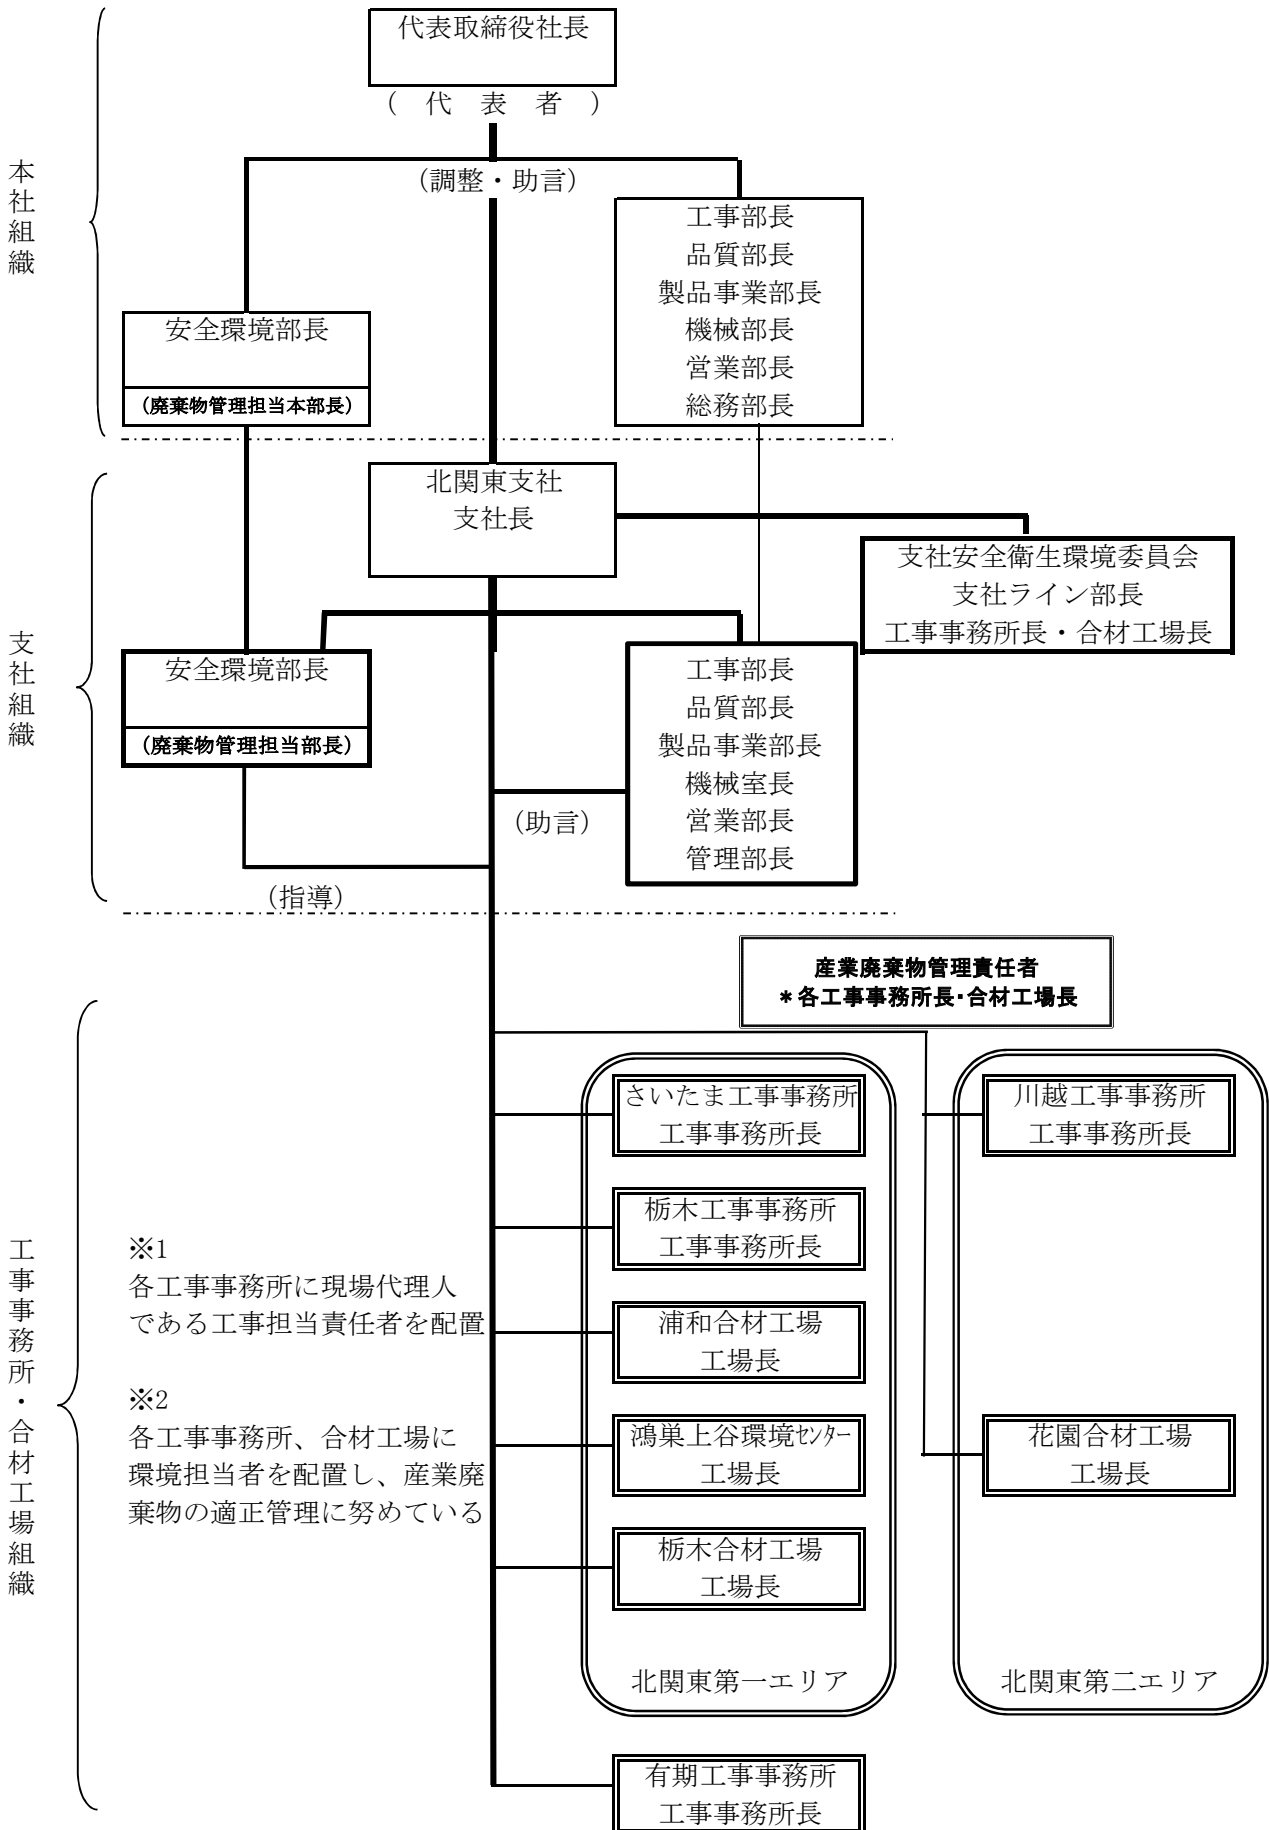 代表取締役社長
（ 代 表 者 ）
(調整・助言)
本社組織
工事部長
品質部長
製品事業部長
機械部長
営業部長
総務部長
安全環境部長
(廃棄物管理担当本部長)
北関東支社
支社長
支社安全衛生環境委員会
支社ライン部長
工事事務所長・合材工場長
支社組織
安全環境部長
(廃棄物管理担当部長)
工事部長
品質部長
製品事業部長
機械室長
営業部長
管理部長
(助言)
(指導)
産業廃棄物管理責任者
＊各工事事務所長・合材工場長
工事事務所・合材工場組織
さいたま工事事務所
工事事務所長
川越工事事務所
工事事務所長
栃木工事事務所
工事事務所長
※1
各工事事務所に現場代理人
である工事担当責任者を配置
浦和合材工場
工場長
※2
各工事事務所、合材工場に
環境担当者を配置し、産業廃
棄物の適正管理に努めている
鴻巣上谷環境ｾﾝﾀｰ
工場長
花園合材工場
工場長
栃木合材工場
工場長
北関東第一エリア
北関東第二エリア
有期工事事務所
工事事務所長